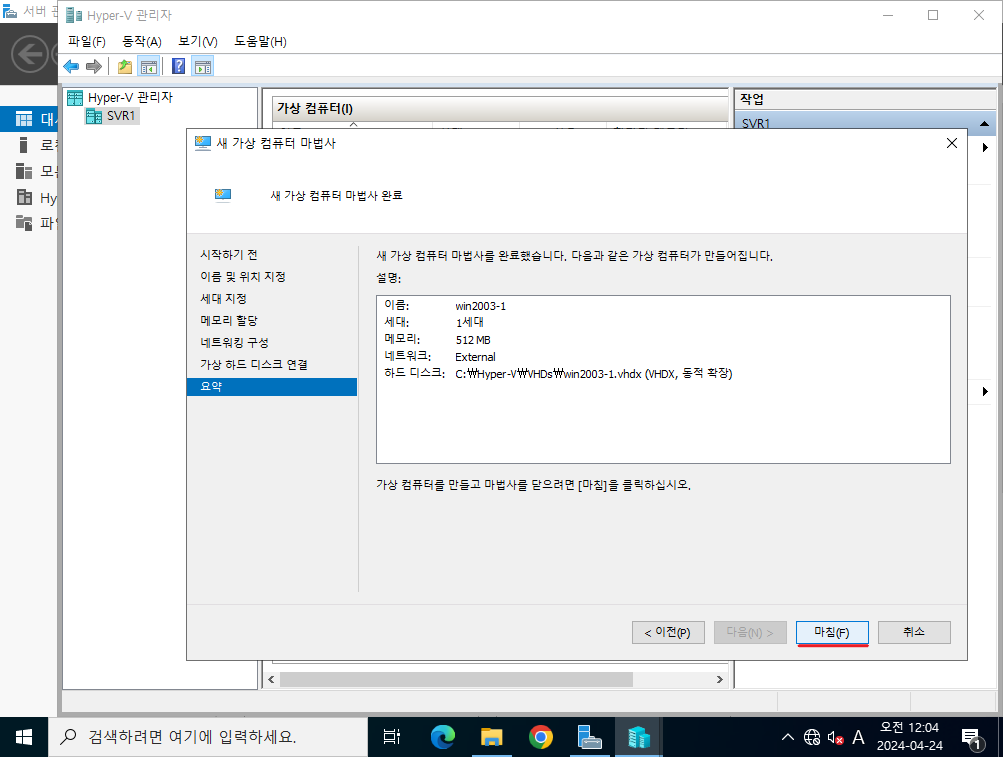 서버 관
Hyper-V 관리자
파일(F) 동작(A) 보기(V) 도움말(H)
Hyper-V 관리자
SVR1
가상 컴퓨터(I)
작업
SVR1
대
로
모
Hy
파
새 가상 컴퓨터 마법사
새 가상 컴퓨터 마법사 완료
시작하기 전
이름 및 위치 지정
세대 지정
메모리 할당
네트워킹 구성
가상 하드 디스크 연결
요약
새 가상 컴퓨터 마법사를 완료했습니다. 다음과 같은 가상 컴퓨터가 만들어집니다.
설명:
이름: win2003-1
세대: 1세대
메모리: 512 MB
네트워크: External
하드 디스크: C:₩Hyper-V₩VHDs₩win2003-1.vhdx (VHDX, 동적 확장)
가상 컴퓨터를 만들고 마법사를 닫으려면 [마침]을 클릭하십시오.
< 이전(P) 다음(N) > 마침(F) 취소
검색하려면 여기에 입력하세요.
A
오전 12:04
2024-04-24
1